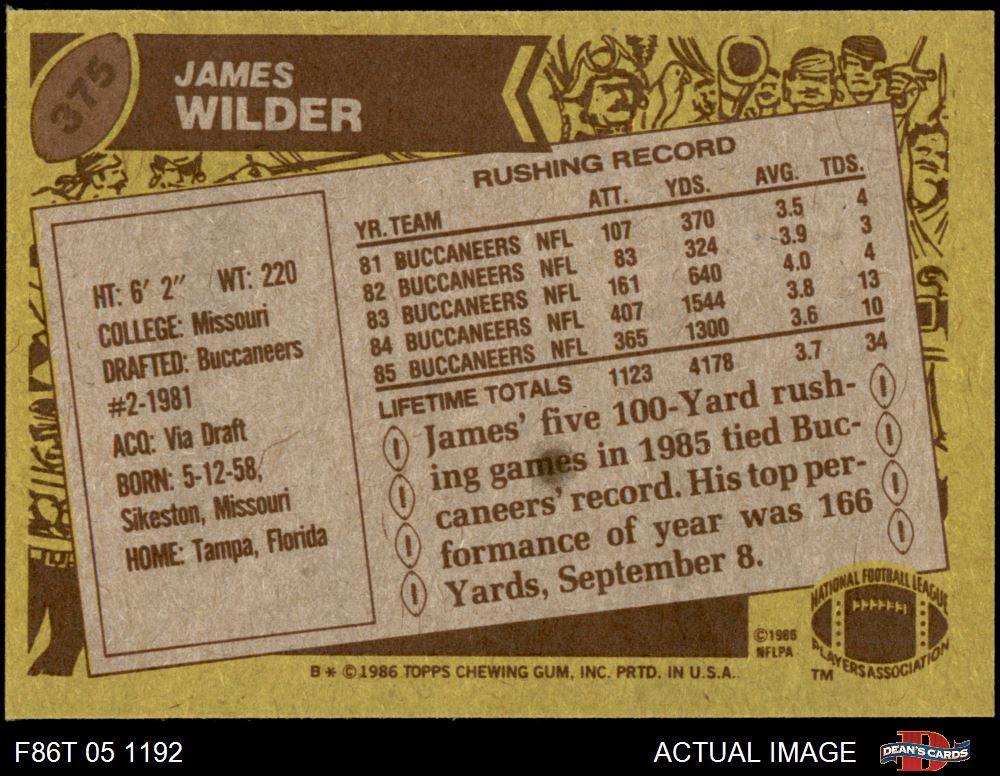 375
JAMES
WILDER
HT: 6' 2" WT: 220
COLLEGE: Missouri
DRAFTED: Buccaneers
#2-1981
ACQ: Via Draft
BORN: 5-12-58,
Sikeston, Missouri
HOME: Tampa, Florida
RUSHING RECORD
YR. TEAM ATT. YDS. AVG. TDS.
81 BUCCANEERS NFL 107 370 3.5 4
82 BUCCANEERS NFL 83 324 3.9 3
83 BUCCANEERS NFL 161 640 4.0 4
84 BUCCANEERS NFL 407 1544 3.8 13
85 BUCCANEERS NFL 365 1300 3.6 10
LIFETIME TOTALS 1123 4178 3.7 34
James' five 100-Yard rush-
ing games in 1985 tied Buc-
caneers' record. His top per-
formance of year was 166
Yards, September 8.
NATIONAL FOOTBALL LEAGUE
PLAYERS ASSOCIATION
TM
©1986
NFLPA
B * © 1986 TOPPS CHEWING GUM, INC. PRTD. IN U.S.A.
F86T 05 1192
ACTUAL IMAGE
DEAN'S CARDS